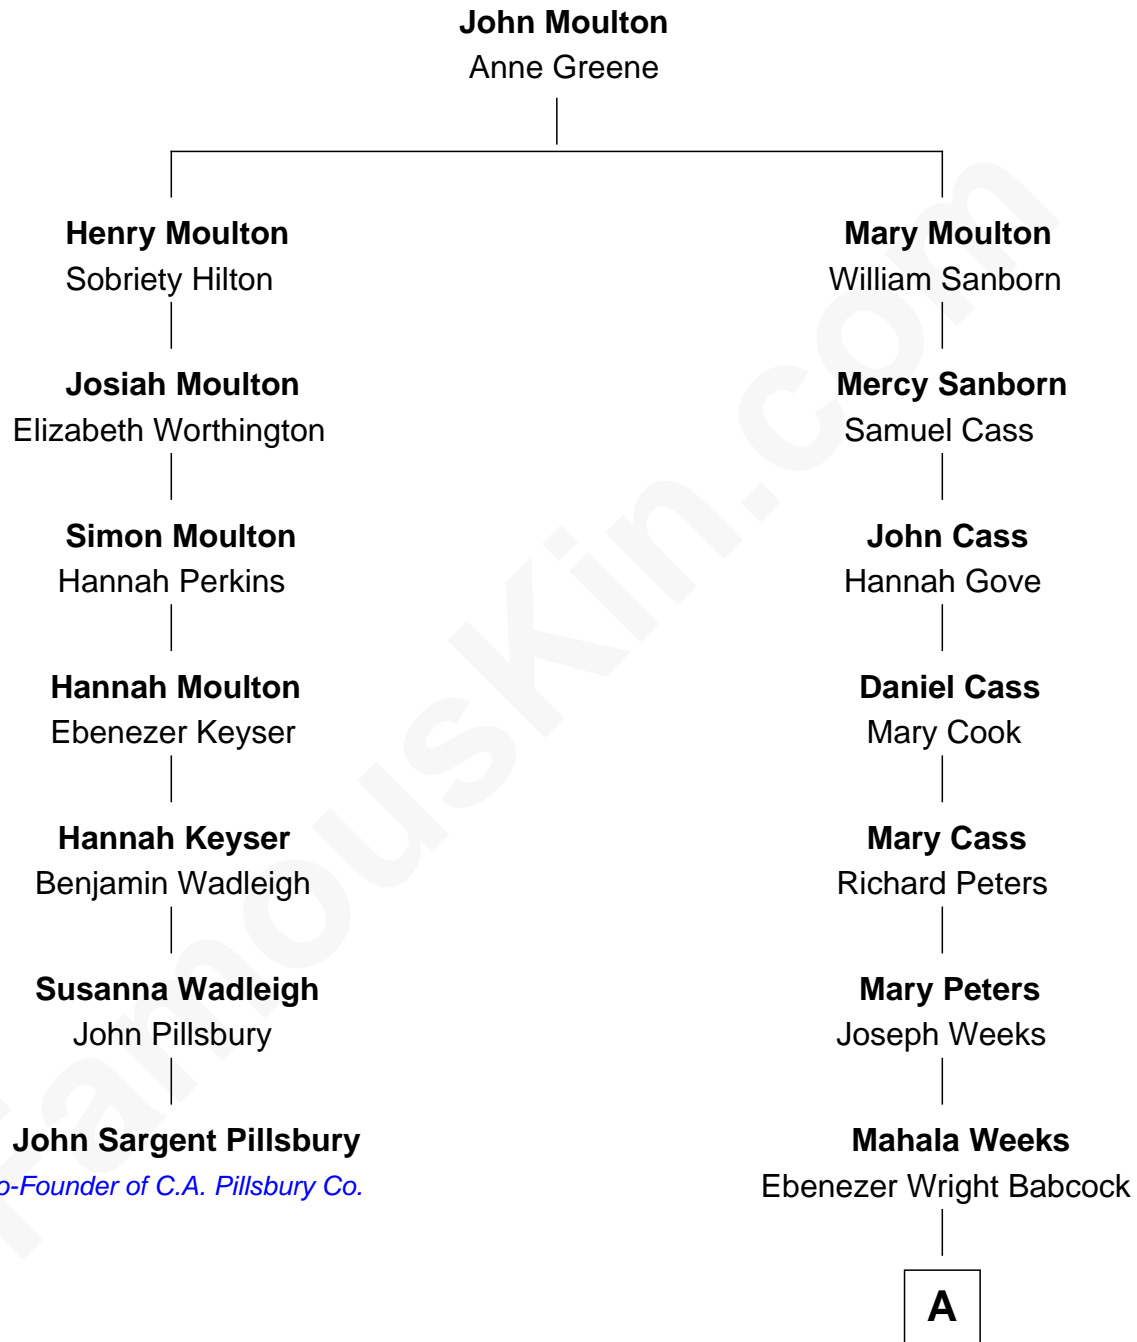 John Moulton
Anne Greene
Henry Moulton
Sobriety Hilton
Mary Moulton
William Sanborn
Josiah Moulton
Elizabeth Worthington
Mercy Sanborn
Samuel Cass
Simon Moulton
Hannah Perkins
John Cass
Hannah Gove
Hannah Moulton
Ebenezer Keyser
Daniel Cass
Mary Cook
Hannah Keyser
Benjamin Wadleigh
Mary Cass
Richard Peters
Susanna Wadleigh
John Pillsbury
Mary Peters
Joseph Weeks
John Sargent Pillsbury
o-Founder of C.A. Pillsbury Co.
Mahala Weeks
Ebenezer Wright Babcock
A
FamousKin.com